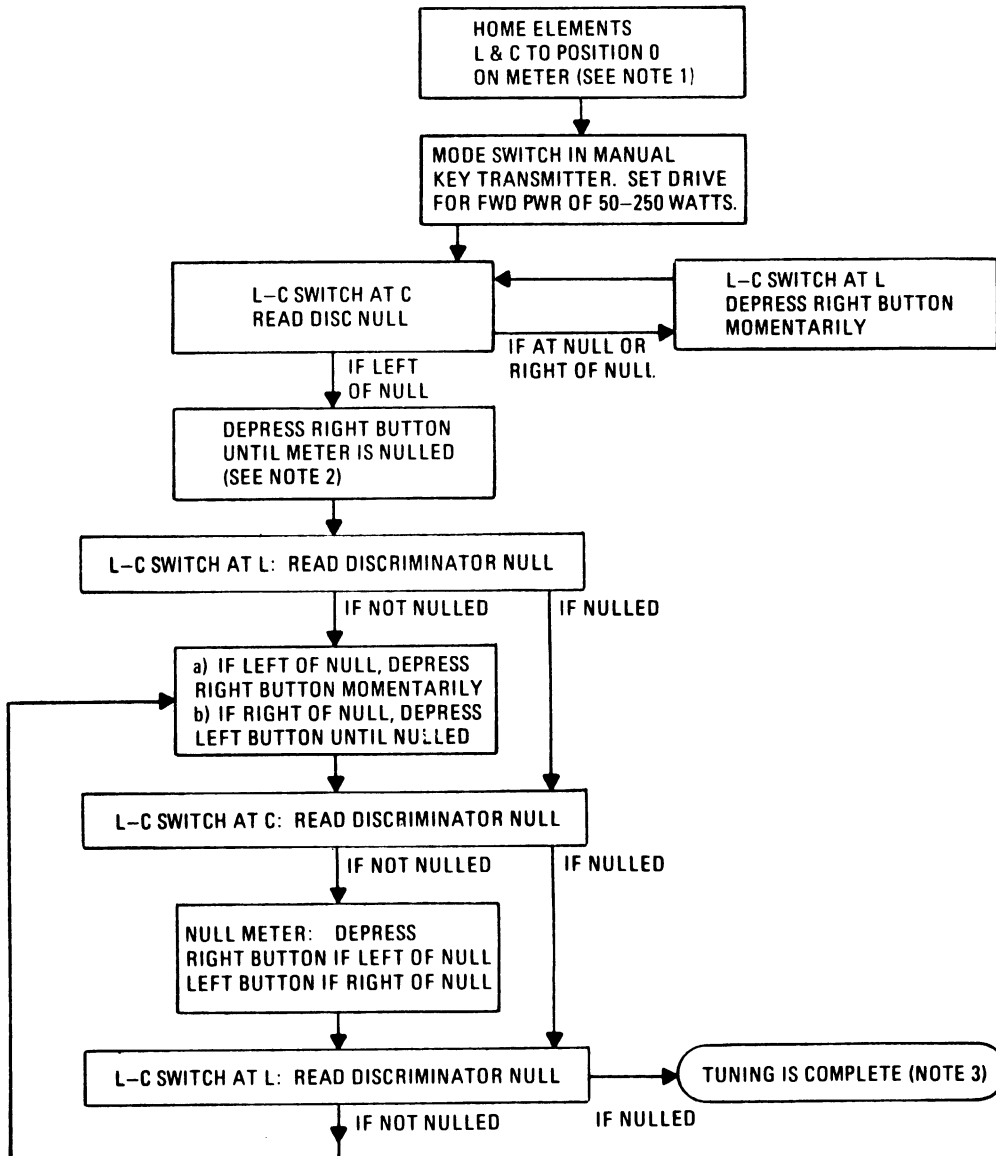 HOME ELEMENTS
L & C TO POSITION 0
ON METER (SEE NOTE 1)
MODE SWITCH IN MANUAL
KEY TRANSMITTER. SET DRIVE
FOR FWD PWR OF 50–250 WATTS.
L–C SWITCH AT C
READ DISC NULL
L–C SWITCH AT L
DEPRESS RIGHT BUTTON
MOMENTARILY
IF AT NULL OR
RIGHT OF NULL.
IF LEFT
OF NULL
DEPRESS RIGHT BUTTON
UNTIL METER IS NULLED
(SEE NOTE 2)
L–C SWITCH AT L: READ DISCRIMINATOR NULL
IF NOT NULLED
IF NULLED
a) IF LEFT OF NULL, DEPRESS
RIGHT BUTTON MOMENTARILY
b) IF RIGHT OF NULL, DEPRESS
LEFT BUTTON UNTIL NULLED
L–C SWITCH AT C: READ DISCRIMINATOR NULL
IF NOT NULLED
IF NULLED
NULL METER: DEPRESS
RIGHT BUTTON IF LEFT OF NULL
LEFT BUTTON IF RIGHT OF NULL
L–C SWITCH AT L: READ DISCRIMINATOR NULL
TUNING IS COMPLETE (NOTE 3)
IF NOT NULLED
IF NULLED